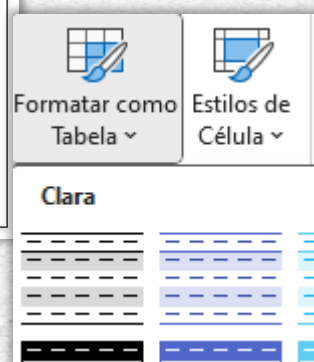 Formatar como
Tabela
Estilos de
Célula
Clara